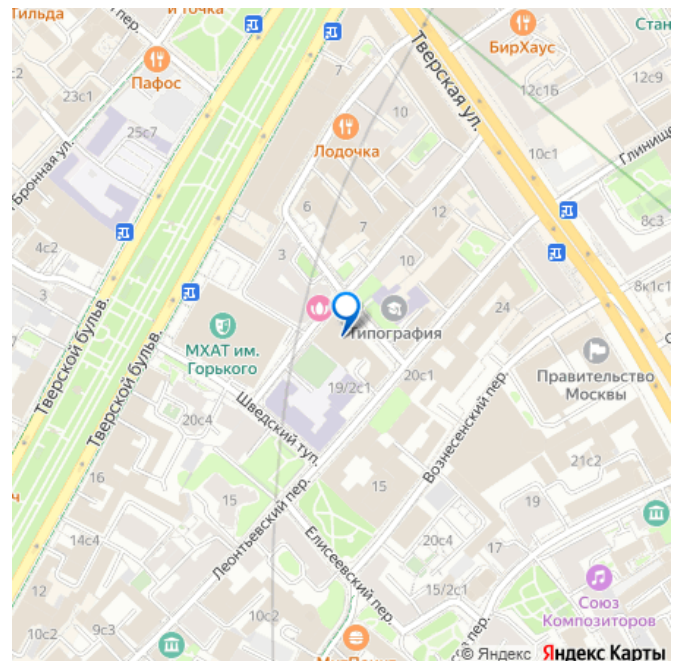 Тильда
и точка
пер.
БирХаус
Стан
Пафос
Тверская ул.
7
12с1Б
12с9
23с1
10
25с7
Лодочка
10с1
Глинище
Бронная ул.
6
12
7
8с3
4с2
3
10
3
8к1с1
24
МХАТ им.
Горького
Типография
Тверской бульв.
Тверской бульв.
Правительство
Москвы
19/2с1
20с1
20с4
Шведский туп.
Вознесенский пер.
21с2
16
15
15
19
Леонтьевский пер.
14с4
20с4
17
Елисеевский пер.
12
15/2с1
Союз
Композиторов
10с2
10с2
9с3
пер.
© Яндекс Яндекс Карты